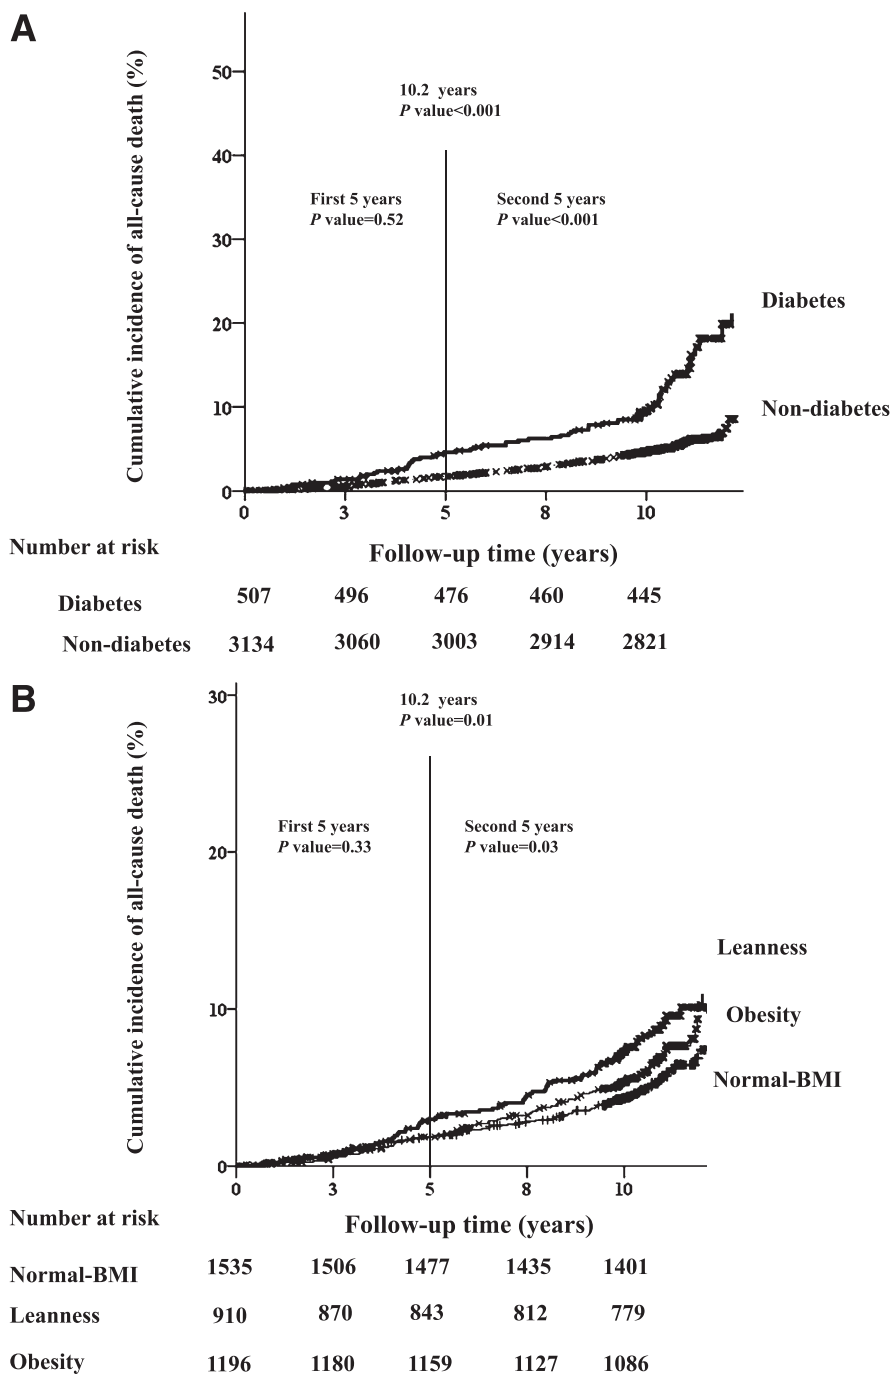 A
Cumulative incidence of all-cause death (%)
50
40
30
20
10
0
10.2 years
P value<0.001
First 5 years
P value=0.52
Second 5 years
P value<0.001
Diabetes
Non-diabetes
0 3 5 8 10
Number at risk
Follow-up time (years)
Diabetes 507 496 476 460 445
Non-diabetes 3134 3060 3003 2914 2821
B
Cumulative incidence of all-cause death (%)
30
20
10
0
10.2 years
P value=0.01
First 5 years
P value=0.33
Second 5 years
P value=0.03
Leanness
Obesity
Normal-BMI
0 3 5 8 10
Number at risk
Follow-up time (years)
Normal-BMI 1535 1506 1477 1435 1401
Leanness 910 870 843 812 779
Obesity 1196 1180 1159 1127 1086